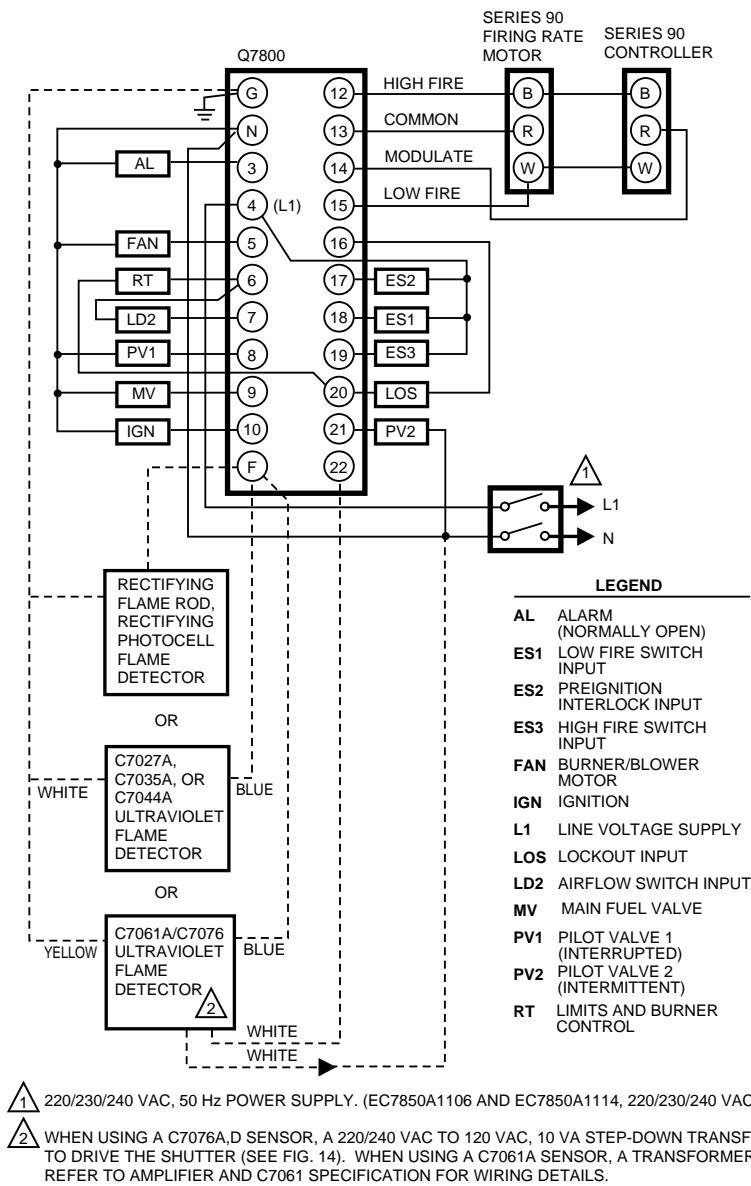 SERIES 90
FIRING RATE
MOTOR
SERIES 90
CONTROLLER
Q7800
G
12
HIGH FIRE
B
B
N
13
COMMON
R
R
AL
3
14
MODULATE
W
W
4
(L1)
15
LOW FIRE
FAN
5
16
RT
6
17
ES2
LD2
7
18
ES1
PV1
8
19
ES3
MV
9
20
LOS
IGN
10
21
PV2
F
22
1
L1
N
RECTIFYING
FLAME ROD,
RECTIFYING
PHOTOCELL
FLAME
DETECTOR
OR
C7027A,
C7035A, OR
C7044A
ULTRAVIOLET
FLAME
DETECTOR
WHITE
BLUE
OR
C7061A/C7076
ULTRAVIOLET
FLAME
DETECTOR
2
YELLOW
BLUE
WHITE
WHITE
LEGEND
AL ALARM
(NORMALLY OPEN)
ES1 LOW FIRE SWITCH
INPUT
ES2 PREIGNITION
INTERLOCK INPUT
ES3 HIGH FIRE SWITCH
INPUT
FAN BURNER/BLOWER
MOTOR
IGN IGNITION
L1 LINE VOLTAGE SUPPLY
LOS LOCKOUT INPUT
LD2 AIRFLOW SWITCH INPUT
MV MAIN FUEL VALVE
PV1 PILOT VALVE 1
(INTERRUPTED)
PV2 PILOT VALVE 2
(INTERMITTENT)
RT LIMITS AND BURNER
CONTROL
1 220/230/240 VAC, 50 Hz POWER SUPPLY. (EC7850A1106 AND EC7850A1114, 220/230/240 VAC
2 WHEN USING A C7076A,D SENSOR, A 220/240 VAC TO 120 VAC, 10 VA STEP-DOWN TRANSF
TO DRIVE THE SHUTTER (SEE FIG. 14). WHEN USING A C7061A SENSOR, A TRANSFORMER
REFER TO AMPLIFIER AND C7061 SPECIFICATION FOR WIRING DETAILS.